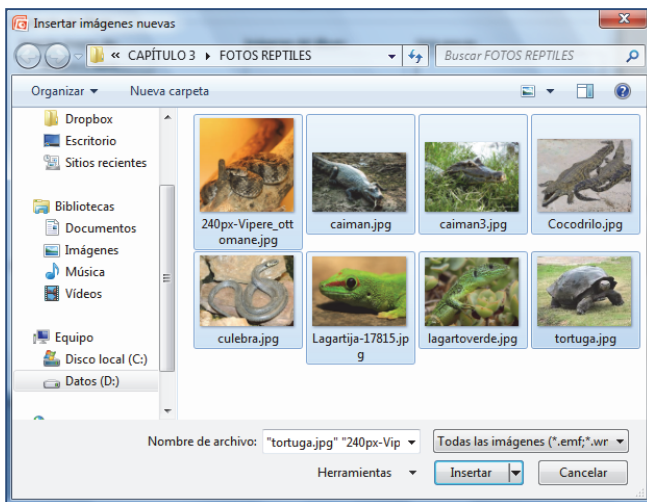 Insertar imágenes nuevas
« CAPÍTULO 3 ▸ FOTOS REPTILES
Buscar FOTOS REPTILES
Organizar
Nueva carpeta
Dropbox
Escritorio
Sitios recientes
Bibliotecas
Documentos
Imágenes
Música
Vídeos
Equipo
Disco local (C:)
Datos (D:)
240px-Vipere_ott
omane.jpg
caiman.jpg
caiman3.jpg
Cocodrilo.jpg
culebra.jpg
Lagartija-17815.jp
g
lagartoverde.jpg
tortuga.jpg
Nombre de archivo:
"tortuga.jpg" "240px-Vip
Todas las imágenes (*.emf;*.wr
Herramientas
Insertar
Cancelar